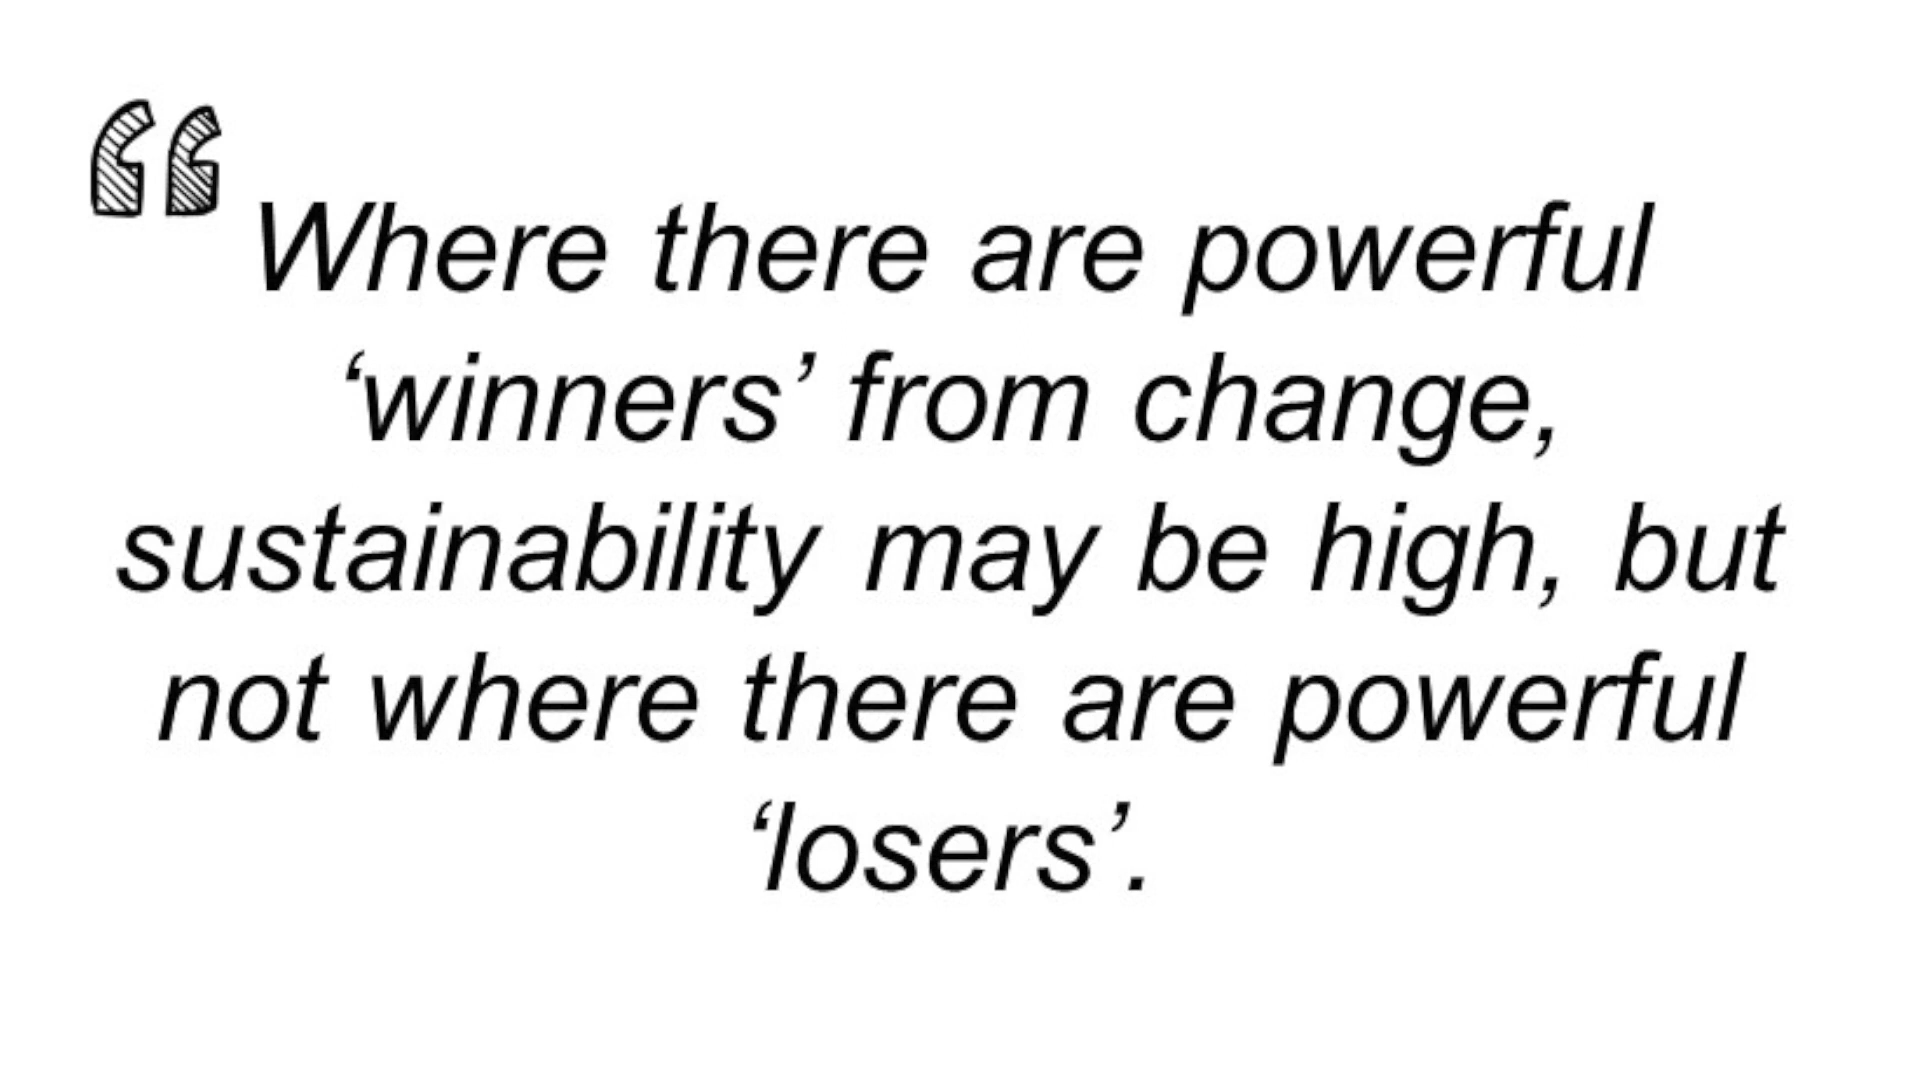 “ Where there are powerful
‘winners’ from change,
sustainability may be high, but
not where there are powerful
‘losers’.